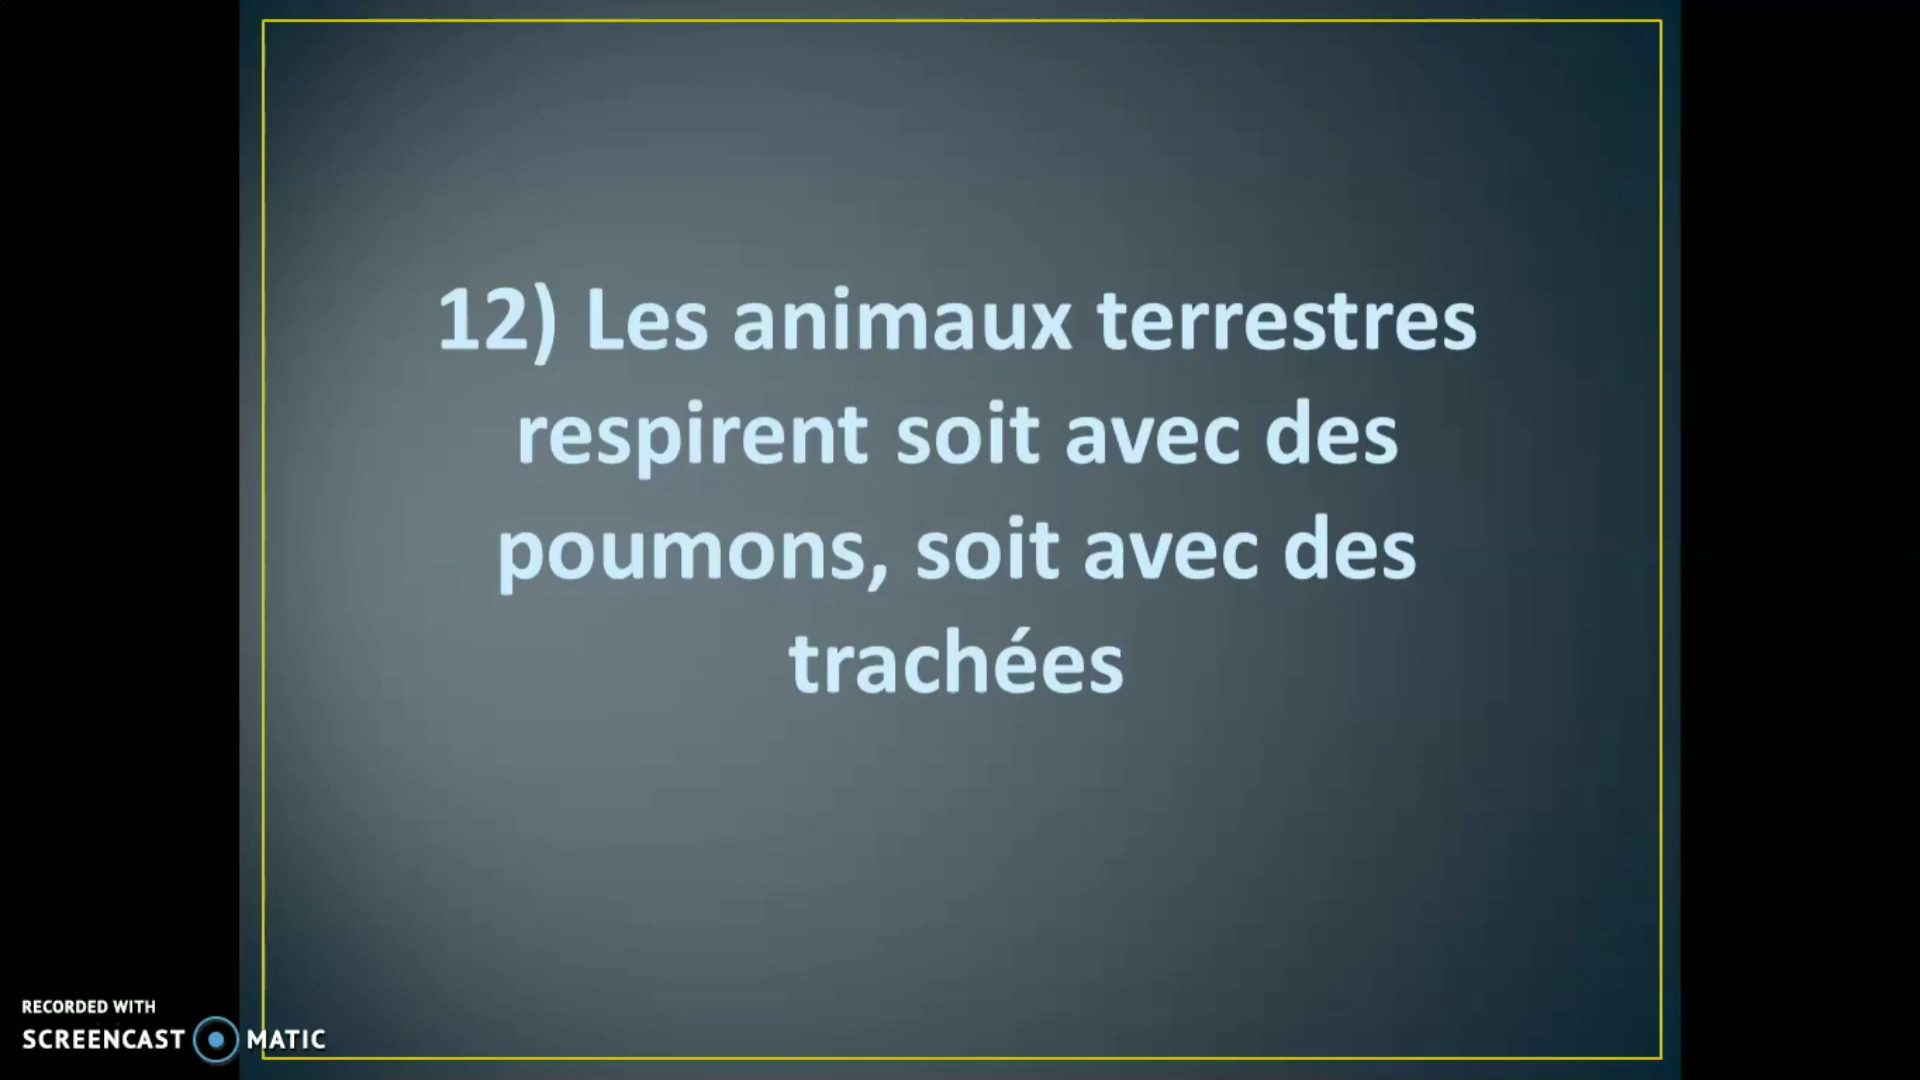 12) Les animaux terrestres
respirent soit avec des
poumons, soit avec des
trachées
RECORDED WITH
SCREENCAST MATIC